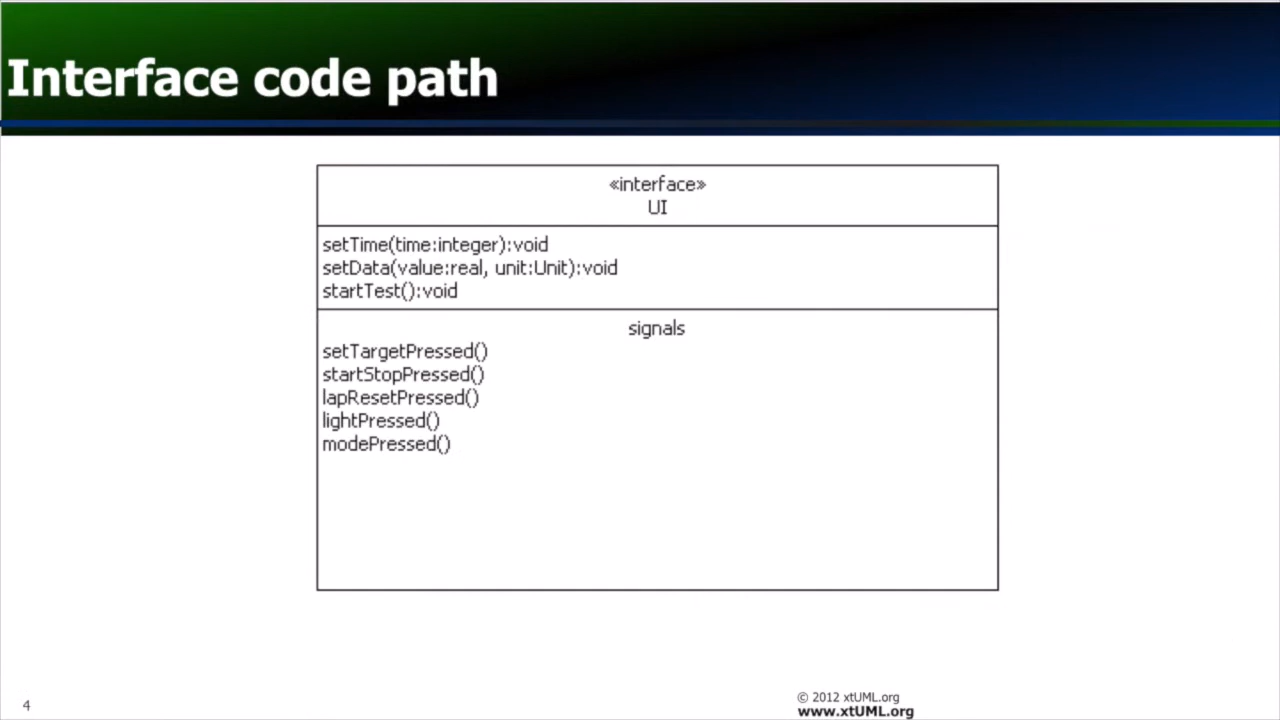 Interface code path
«interface»
UI
setTime(time:integer):void
setData(value:real, unit:Unit):void
startTest():void
signals
setTargetPressed()
startStopPressed()
lapResetPressed()
lightPressed()
modePressed()
4
© 2012 xtUML.org
www.xtUML.org